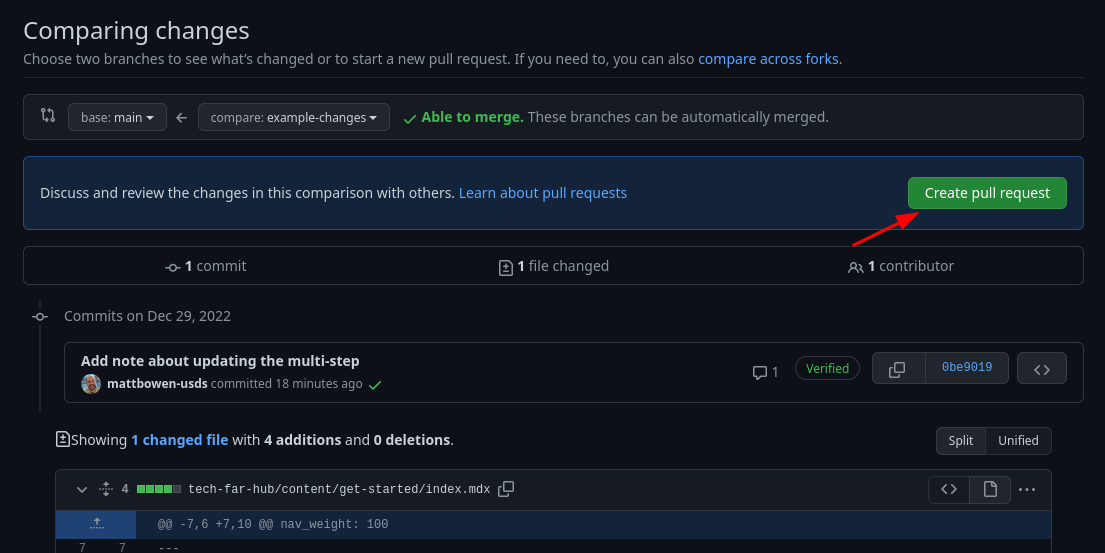 Comparing changes
Choose two branches to see what's changed or to start a new pull request. If you need to, you can also compare across forks.
base: main compare: example-changes Able to merge. These branches can be automatically merged.
Discuss and review the changes in this comparison with others. Learn about pull requests Create pull request
1 commit 1 file changed 1 contributor
Commits on Dec 29, 2022
Add note about updating the multi-step
mattbowen-usds committed 18 minutes ago 1 Verified 0be9019
Showing 1 changed file with 4 additions and 0 deletions. Split Unified
4 tech-far-hub/content/get-started/index.mdx
@@ -7,6 +7,10 @@ nav_weight: 100
7 7 ---